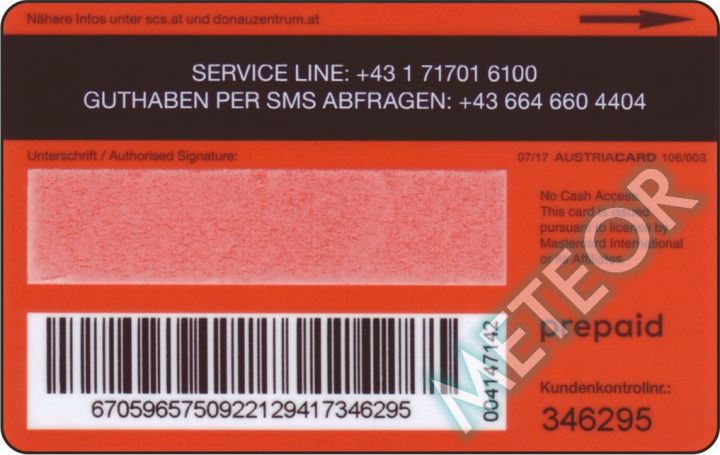 Nähere Infos unter scs.at und donauzentrum.at
SERVICE LINE: +43 1 71701 6100
GUTHABEN PER SMS ABFRAGEN: +43 664 660 4404
Unterschrift / Authorised Signature:
07/17 AUSTRIACARD 106/003
No Cash Access.
This card is issued
pursuant to license by
Mastercard International
or its Affiliates.
METEOR
prepaid
004147142
6705965750922129417346295
Kundenkontrollnr.:
346295